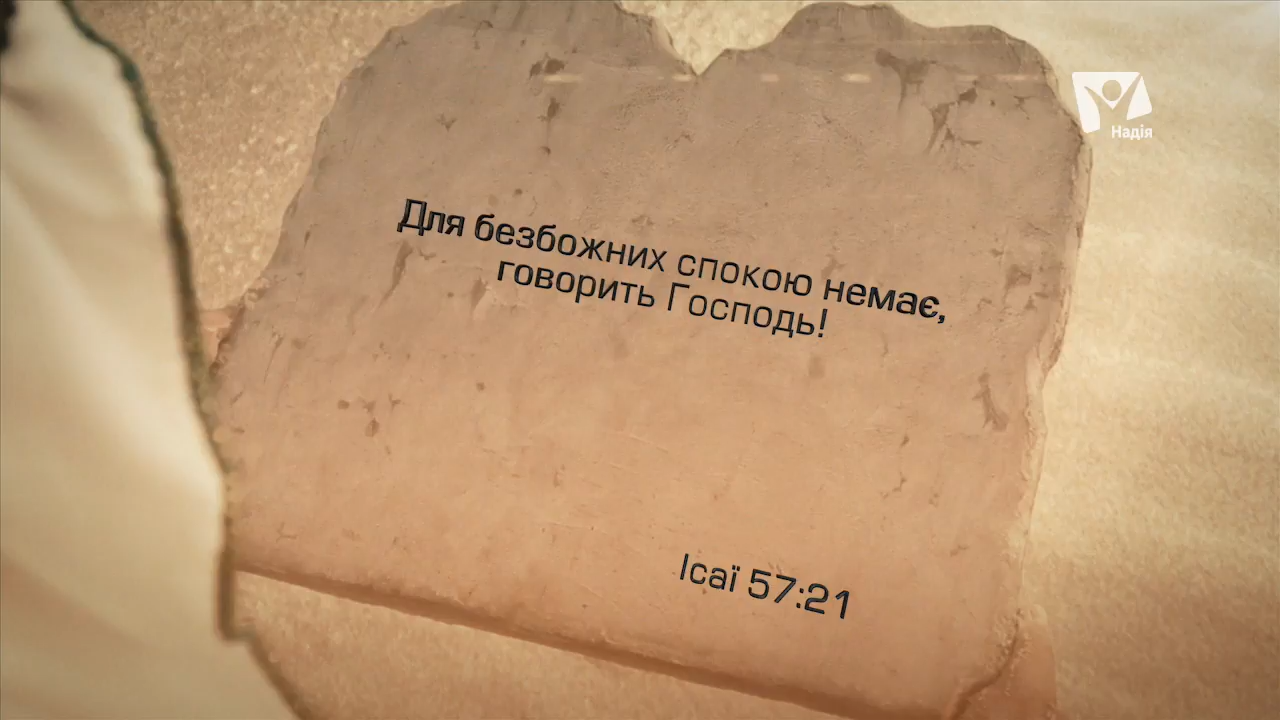 Надія
Для безбожних спокою немає,
говорить Господь!
Ісаї 57:21